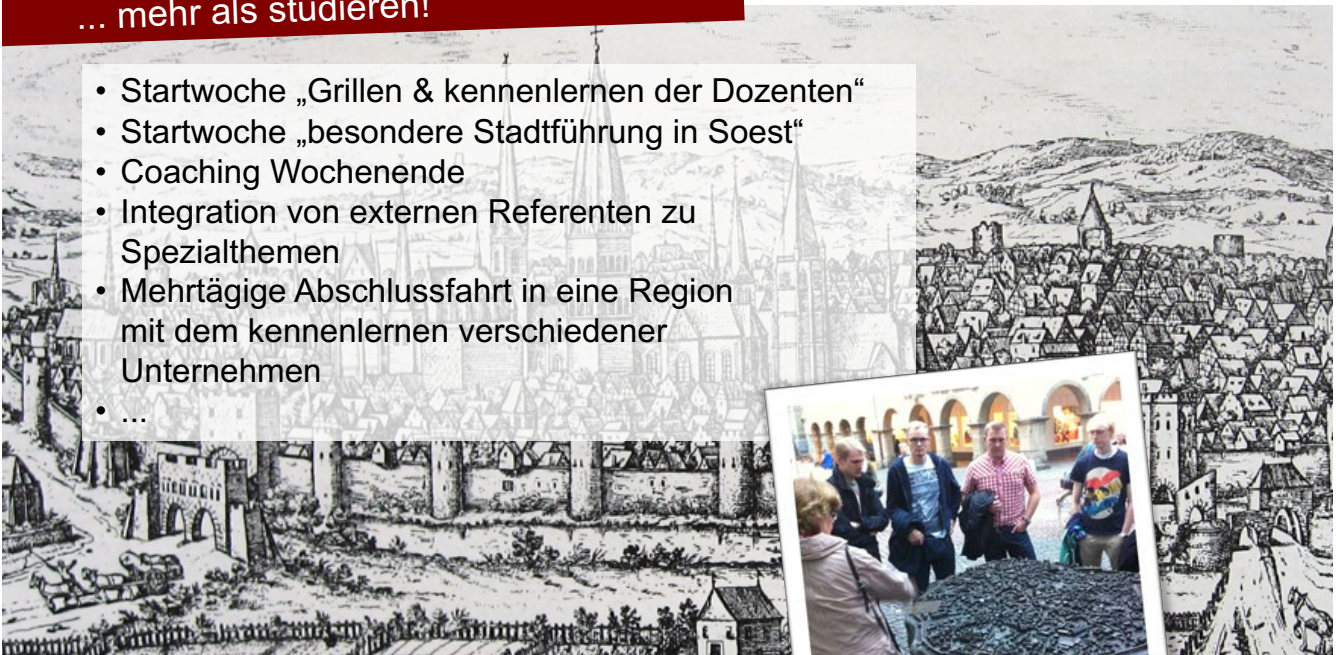 ... mehr als studieren!
• Startwoche „Grillen & kennenlernen der Dozenten“
• Startwoche „besondere Stadtführung in Soest“
• Coaching Wochenende
• Integration von externen Referenten zu
Spezialthemen
• Mehrtägige Abschlussfahrt in eine Region
mit dem kennenlernen verschiedener
Unternehmen
• ...